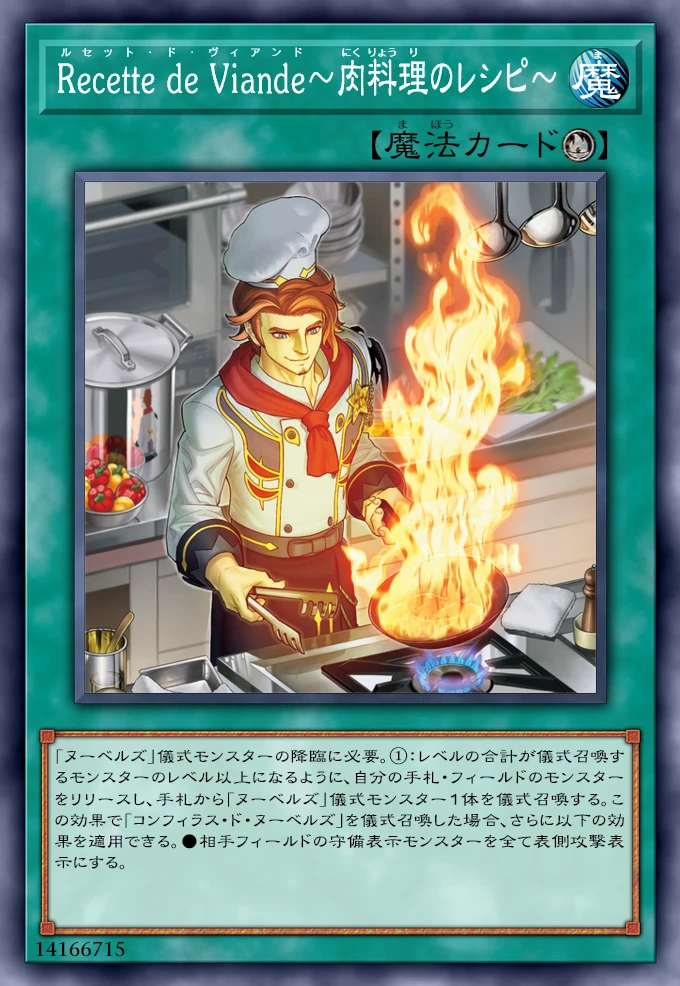 ルセット・ド・ヴィアンド にくりょうり
Recette de Viande～肉料理のレシピ～ 魔
ま
まほう
【魔法カード】
「ヌーベルズ」儀式モンスターの降臨に必要。①：レベルの合計が儀式召喚す
るモンスターのレベル以上になるように、自分の手札・フィールドのモンスター
をリリースし、手札から「ヌーベルズ」儀式モンスター１体を儀式召喚する。こ
の効果で「コンフィラス・ド・ヌーベルズ」を儀式召喚した場合、さらに以下の効
果を適用できる。●相手フィールドの守備表示モンスターを全て表側攻撃表
示にする。
14166715